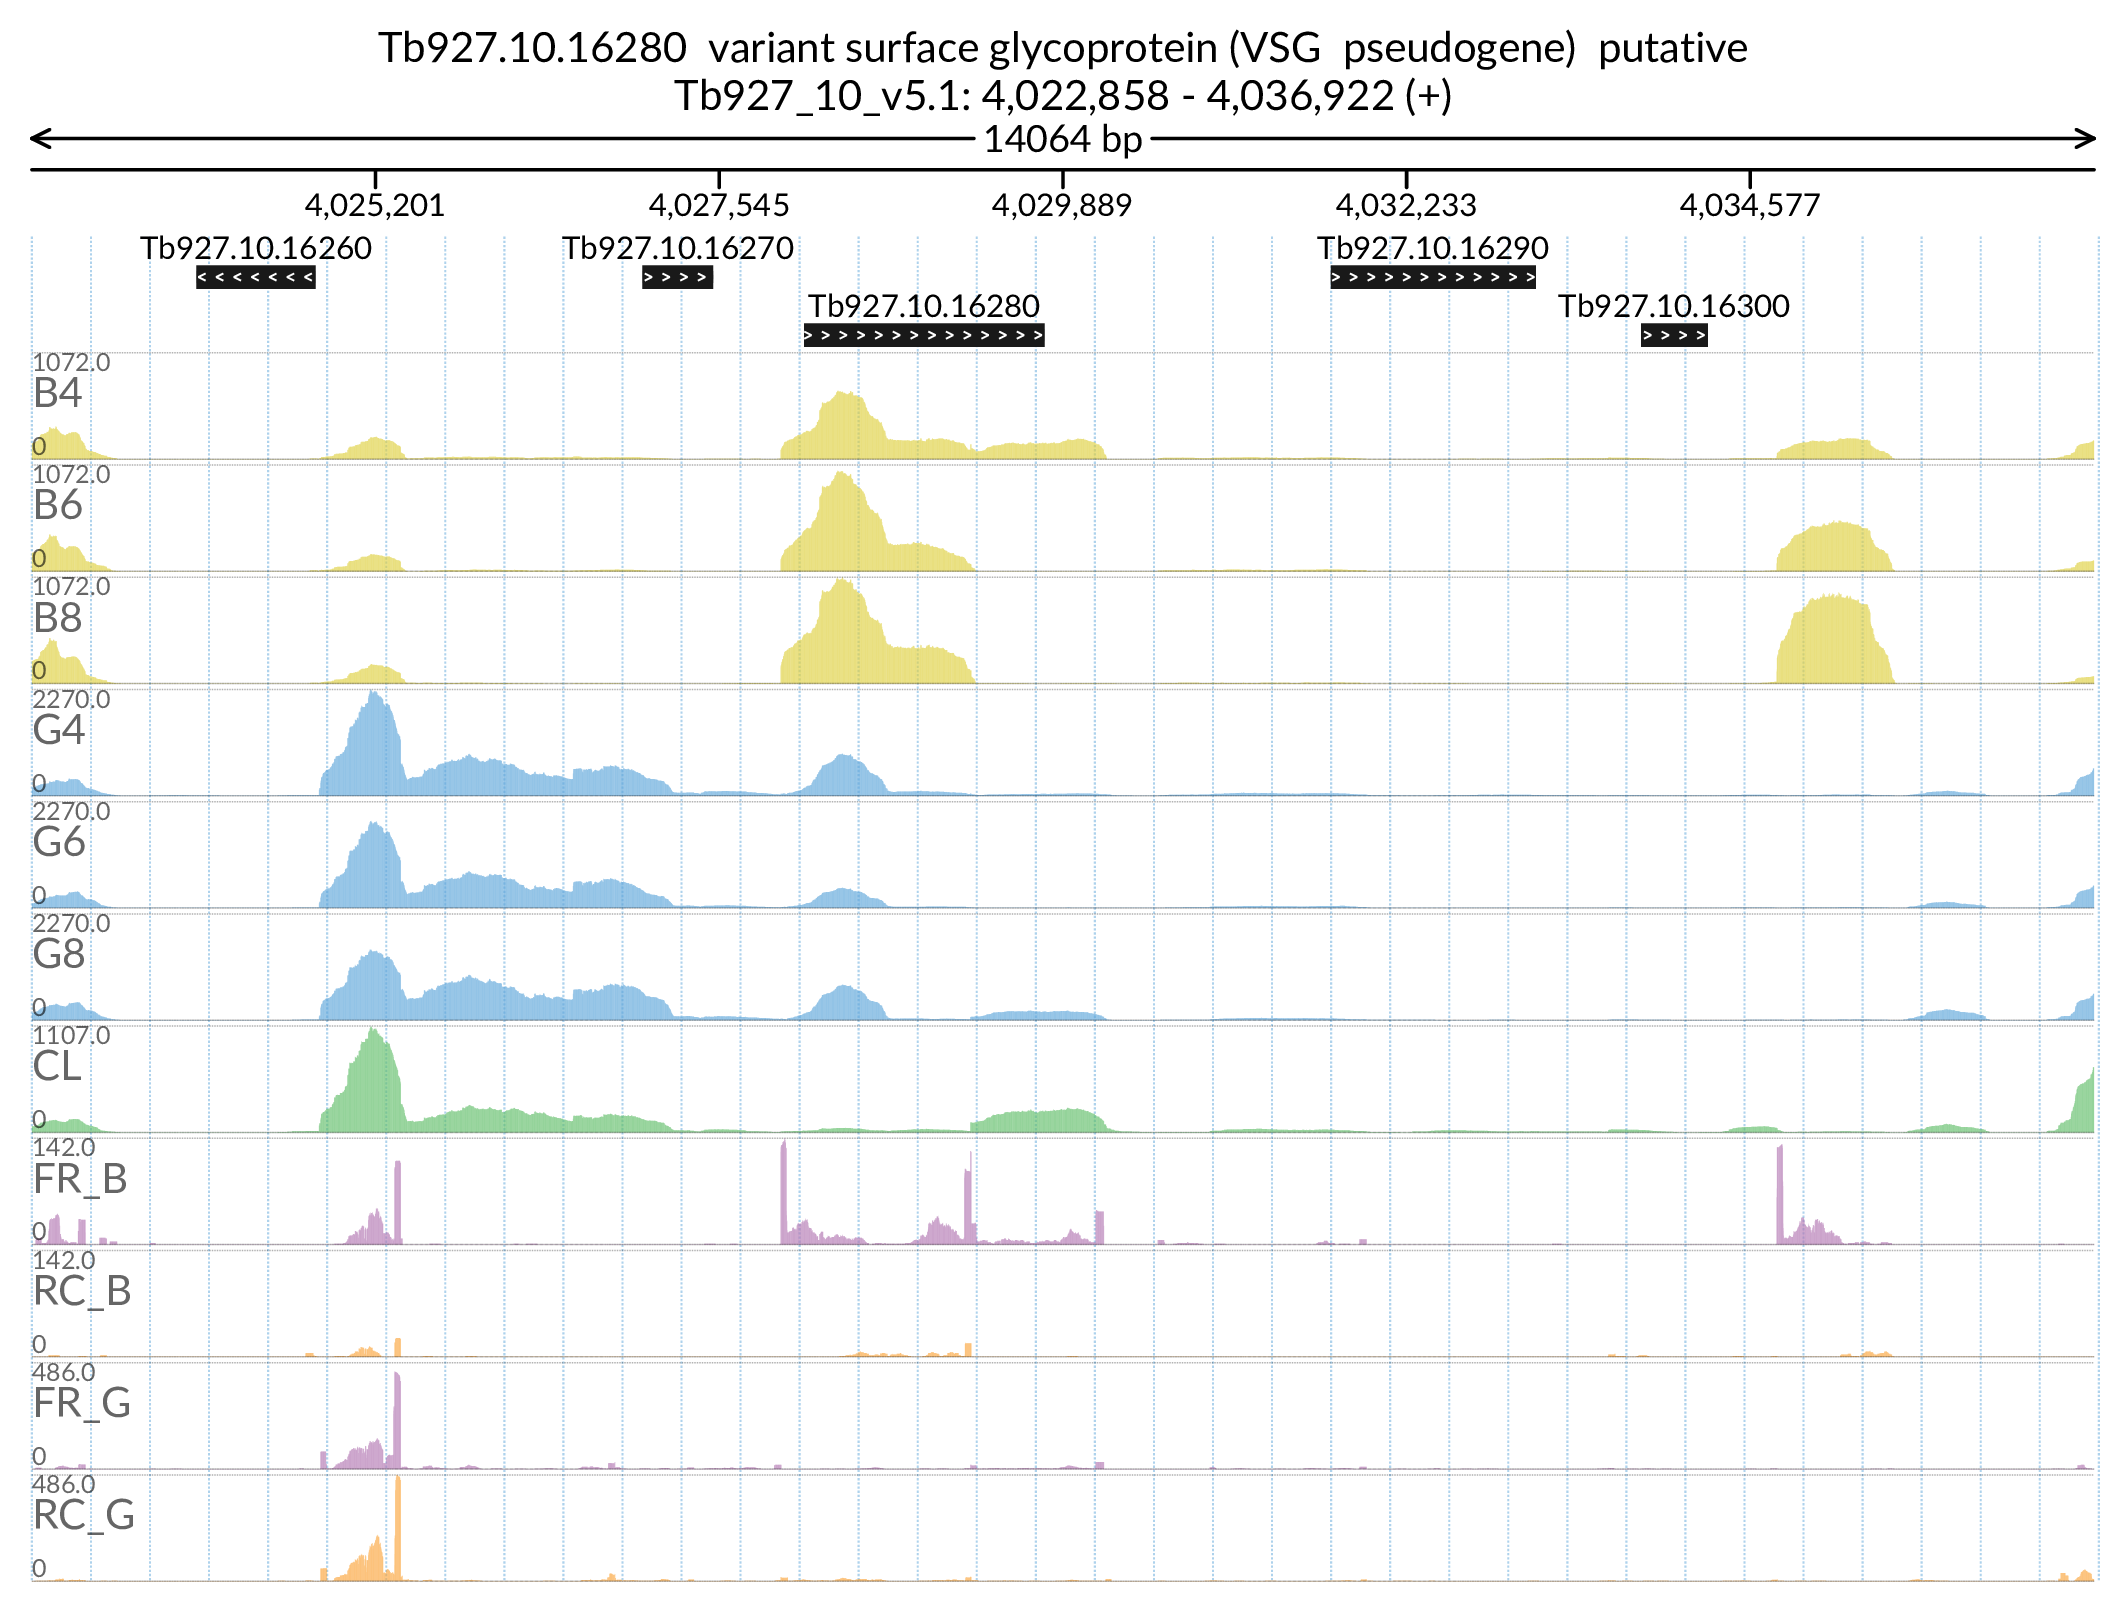 Tb927.10.16280  variant surface glycoprotein (VSG  pseudogene)  putative
Tb927_10_v5.1: 4,022,858 - 4,036,922 (+)
14064 bp
4,025,201 4,027,545 4,029,889 4,032,233 4,034,577
Tb927.10.16260 Tb927.10.16270 Tb927.10.16290
Tb927.10.16280 Tb927.10.16300
1072.0
B4
0
1072.0
B6
0
1072.0
B8
0
2270.0
G4
0
2270.0
G6
0
2270.0
G8
0
1107.0
CL
0
142.0
FR_B
0
142.0
RC_B
0
486.0
FR_G
0
486.0
RC_G
0